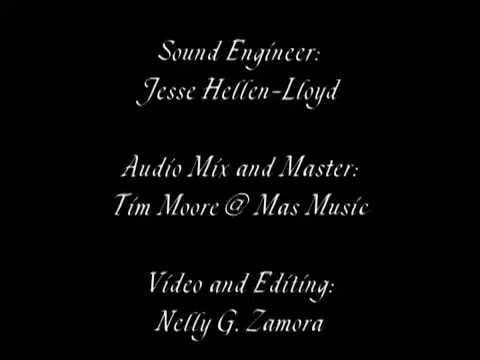 Sound Engineer:
Jesse Hellen-Lloyd
Audio Mix and Master:
Tim Moore @ Mas Music
Video and Editing:
Nelly G. Zamora